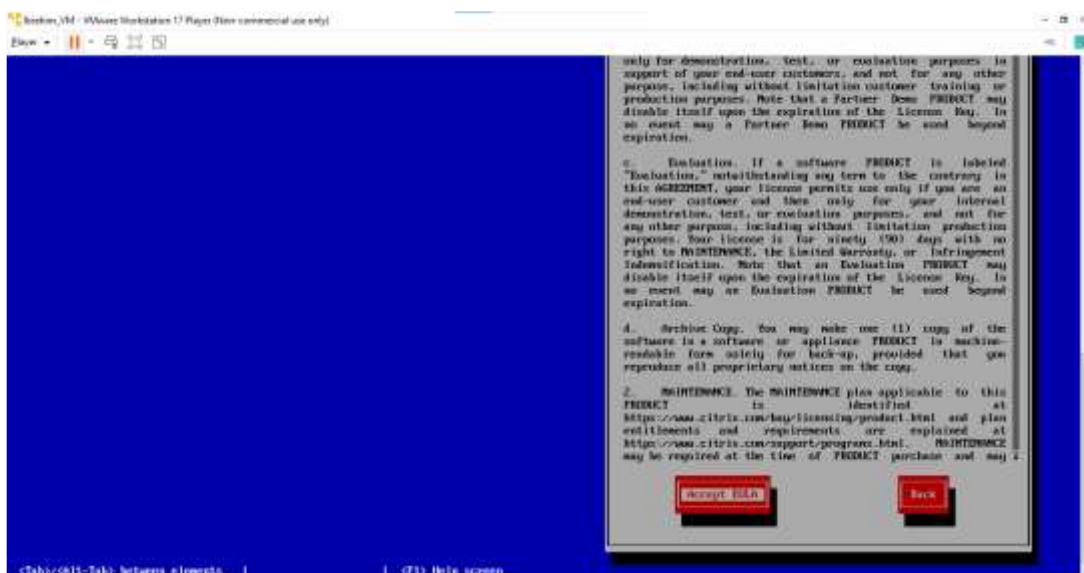 VMware Workstation 17 Player (Non-commercial use only)
Player
only for demonstration, test, or evaluation purposes in
support of your end-user customers, and not for any other
purpose, including without limitation customer training or
production purposes. Note that a Partner Demo PRODUCT may
disable itself upon the expiration of the License Key. In
no event may a Partner Demo PRODUCT be used beyond
expiration.
c. Evaluation. If a software PRODUCT is labeled
"Evaluation," notwithstanding any term to the contrary in
this AGREEMENT, your license permits use only if you are an
end-user customer and then only for your internal
demonstration, test, or evaluation purposes, and not for
any other purpose, including without limitation production
purposes. Your license is for ninety (90) days with no
right to MAINTENANCE, the Limited Warranty, or Infringement
Indemnification. Note that an Evaluation PRODUCT may
disable itself upon the expiration of the License Key. In
no event may an Evaluation PRODUCT be used beyond
expiration.
d. Archive Copy. You may make one (1) copy of the
software in a software or appliance PRODUCT in machine-
readable form solely for back-up, provided that you
reproduce all proprietary notices on the copy.
2. MAINTENANCE. The MAINTENANCE plan applicable to this
PRODUCT is identified at
https://www.citrix.com/buy/licensing/product.html and plan
entitlements and requirements are explained at
https://www.citrix.com/support/programs.html. MAINTENANCE
may be required at the time of PRODUCT purchase and may
Accept EULA Back
<Tab>/<Alt-Tab> between elements | | <F1> Help screen